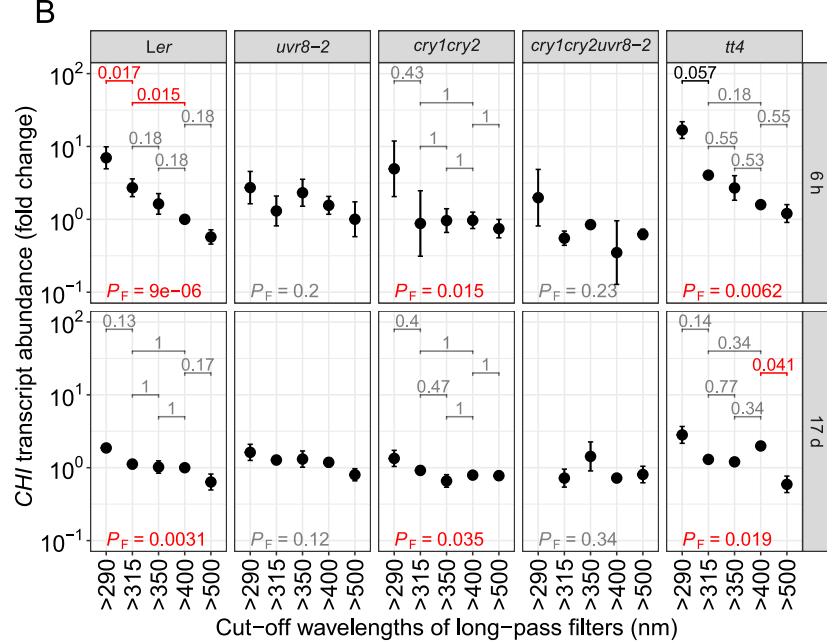 B
Ler uvr8−2 cry1cry2 cry1cry2uvr8−2 tt4
CHI transcript abundance (fold change)
10² 10¹ 10⁰ 10⁻¹
0.017 0.015 0.18 0.18 0.18
PF = 9e−06
PF = 0.2
0.43 1 1 1 1
PF = 0.015
PF = 0.23
0.057 0.18 0.55 0.55 0.53
PF = 0.0062
6 h
10² 10¹ 10⁰ 10⁻¹
0.13 1 0.17 1 1
PF = 0.0031
PF = 0.12
0.4 1 1 0.47 1
PF = 0.035
PF = 0.34
0.14 0.34 0.041 0.77 0.34
PF = 0.019
17 d
>290 >315 >350 >400 >500 >290 >315 >350 >400 >500 >290 >315 >350 >400 >500 >290 >315 >350 >400 >500 >290 >315 >350 >400 >500
Cut−off wavelengths of long−pass filters (nm)